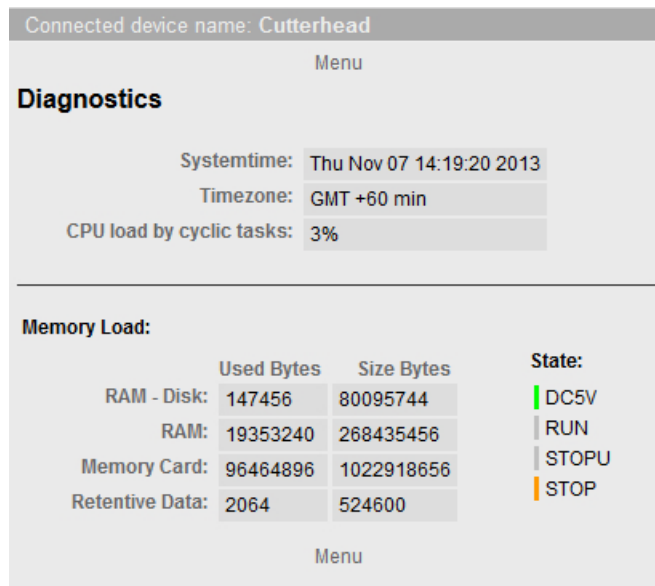 Connected device name: Cutterhead
Menu
Diagnostics
Systemtime: Thu Nov 07 14:19:20 2013
Timezone: GMT +60 min
CPU load by cyclic tasks: 3%
Memory Load:
Used Bytes Size Bytes State:
RAM - Disk: 147456 80095744 DC5V
RAM: 19353240 268435456 RUN
Memory Card: 96464896 1022918656 STOPU
Retentive Data: 2064 524600 STOP
Menu